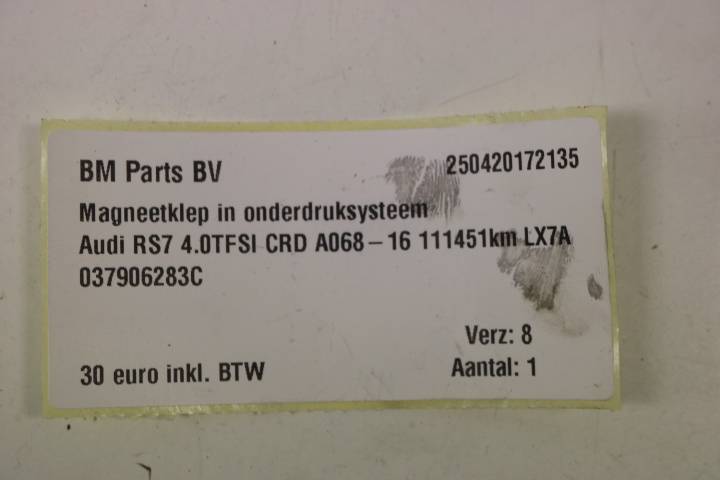 BM Parts BV 250420172135
Magneetklep in onderdruksysteem
Audi RS7 4.0TFSI CRD A068-16 111451km LX7A
037906283C
Verz: 8
30 euro inkl. BTW Aantal: 1